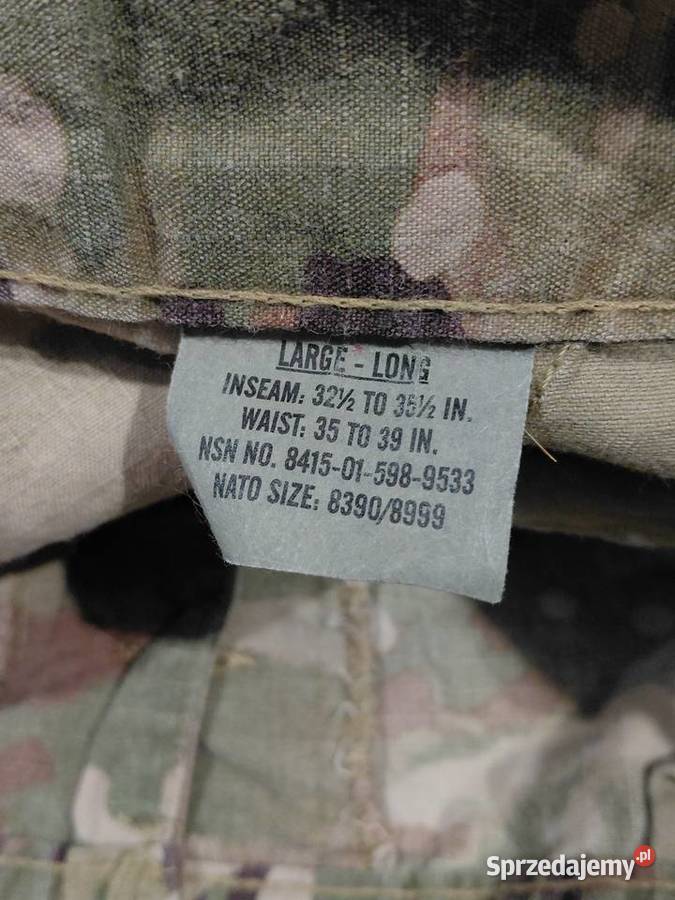 LARGE - LONG
INSEAM: 32½ TO 35½ IN.
WAIST: 35 TO 39 IN.
NSN NO. 8415-01-598-9533
NATO SIZE: 8390/8999
Sprzedajemy.pl